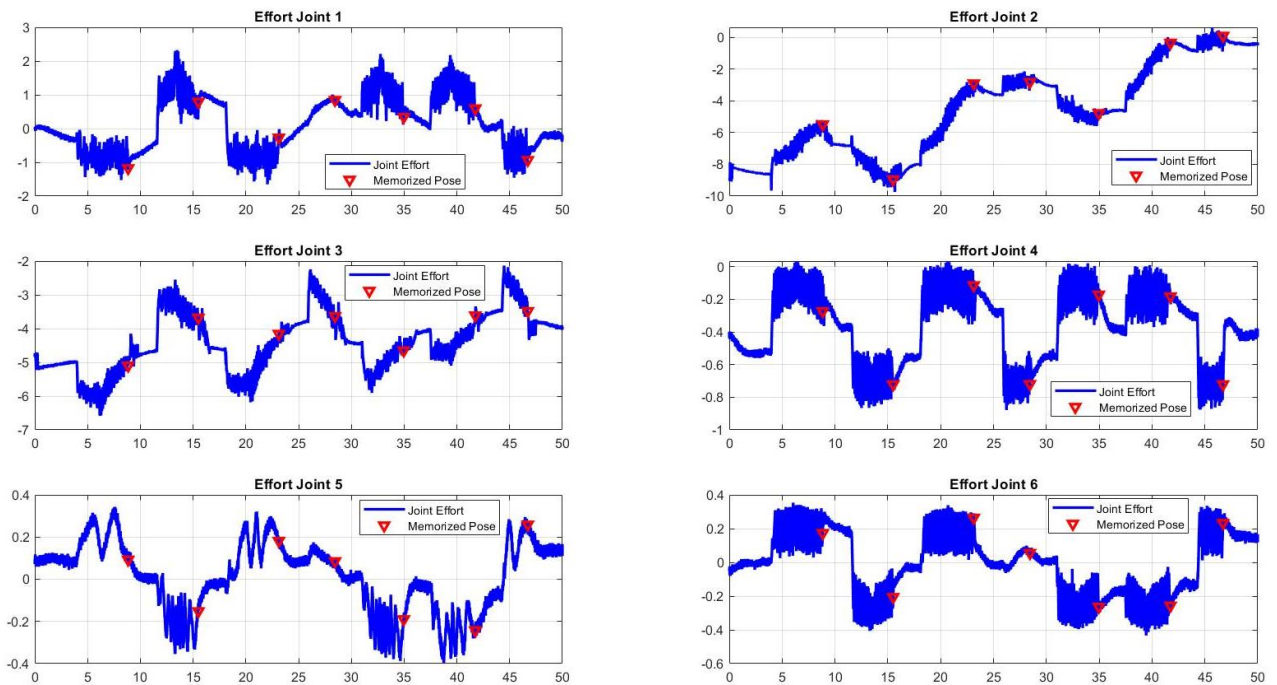 Effort Joint 1
3
2
1
0
-1
-2
0 5 10 15 20 25 30 35 40 45 50
Joint Effort
Memorized Pose
Effort Joint 2
0
-2
-4
-6
-8
-10
0 5 10 15 20 25 30 35 40 45 50
Joint Effort
Memorized Pose
Effort Joint 3
-2
-3
-4
-5
-6
-7
0 5 10 15 20 25 30 35 40 45 50
Joint Effort
Memorized Pose
Effort Joint 4
0
-0.2
-0.4
-0.6
-0.8
-1
0 5 10 15 20 25 30 35 40 45 50
Joint Effort
Memorized Pose
Effort Joint 5
0.4
0.2
0
-0.2
-0.4
0 5 10 15 20 25 30 35 40 45 50
Joint Effort
Memorized Pose
Effort Joint 6
0.4
0.2
0
-0.2
-0.4
-0.6
0 5 10 15 20 25 30 35 40 45 50
Joint Effort
Memorized Pose